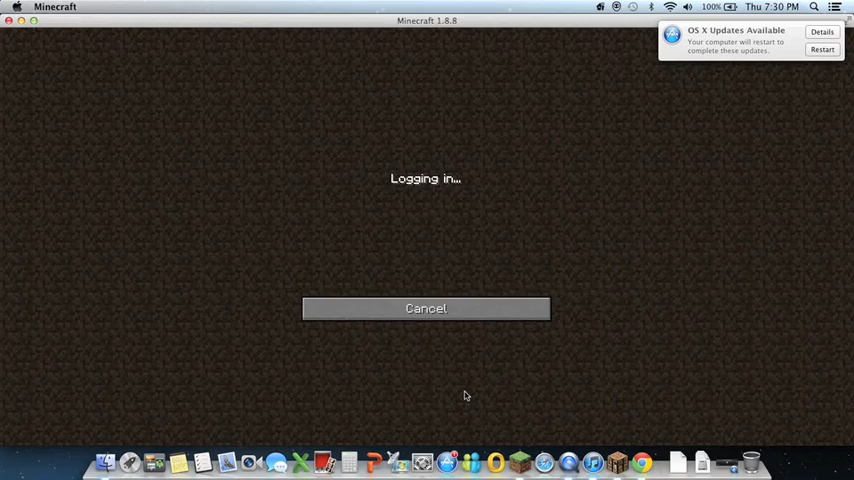 Minecraft
100%
Thu 7:30 PM
Minecraft 1.8.8
OS X Updates Available
Details
Your computer will restart to
complete these updates.
Restart
Logging in...
Cancel